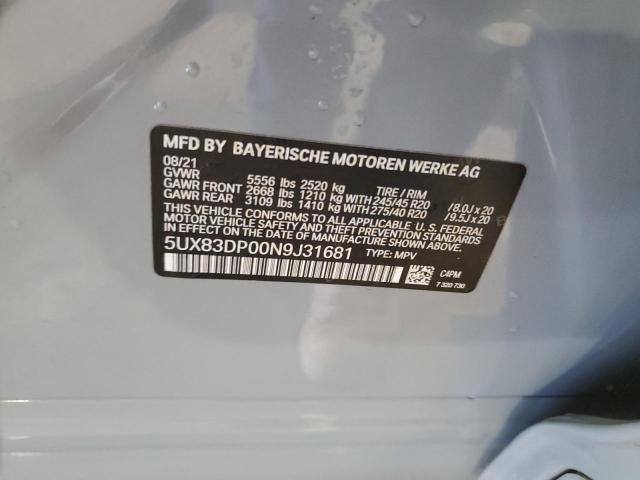 MFD BY BAYERISCHE MOTOREN WERKE AG
08/21
GVWR 5556 lbs 2520 kg TIRE / RIM
GAWR FRONT 2668 lbs 1210 kg WITH 245/45 R20 /8.0J x 20
GAWR REAR 3109 lbs 1410 kg WITH 275/40 R20 /9.5J x 20
THIS VEHICLE CONFORMS TO ALL APPLICABLE U.S. FEDERAL
MOTOR VEHICLE SAFETY AND THEFT PREVENTION STANDARDS
IN EFFECT ON THE DATE OF MANUFACTURE SHOWN ABOVE.
5UX83DP00N9J31681 TYPE: MPV
C4PM
7 320 730